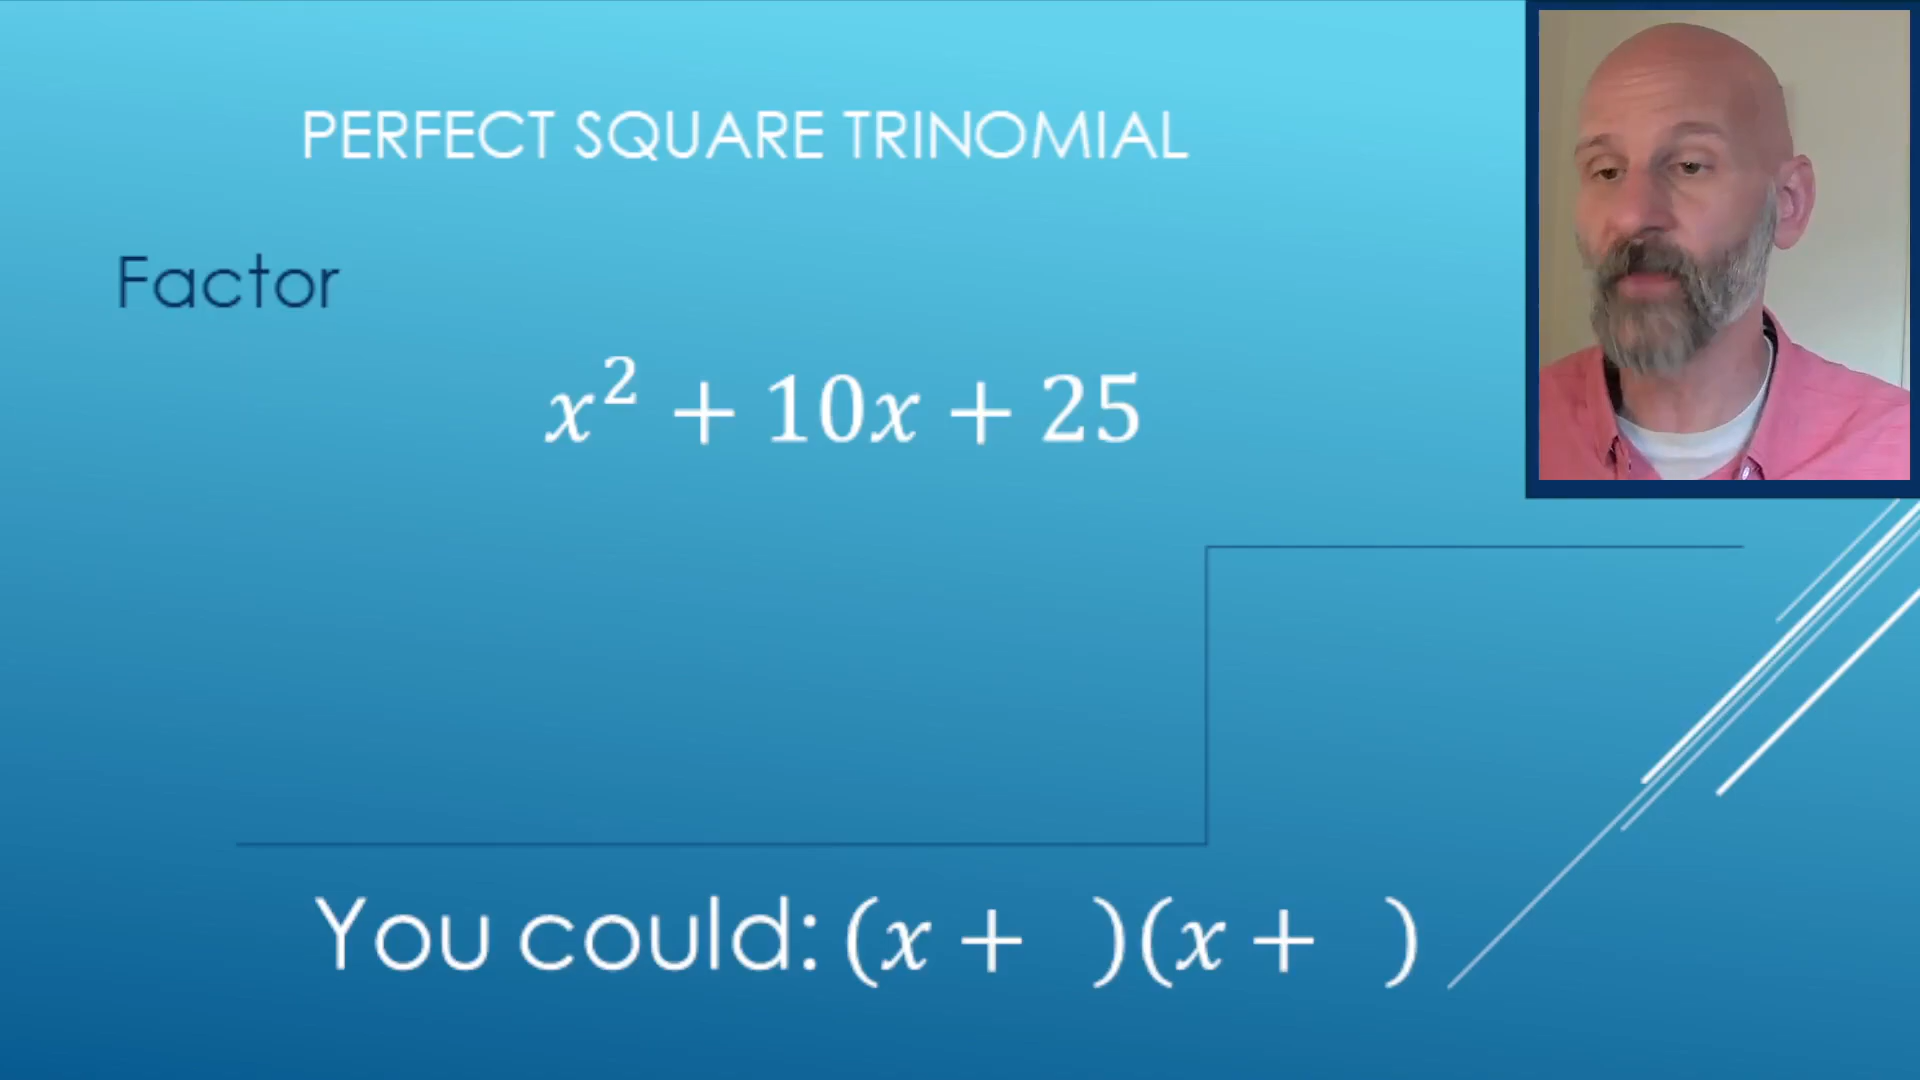 PERFECT SQUARE TRINOMIAL
Factor
x² + 10x + 25
You could: (x +   )(x +   )